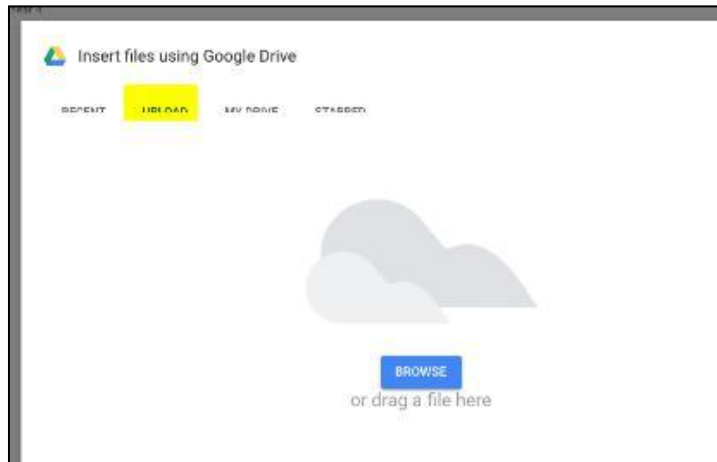 Insert files using Google Drive
RECENT UPLOAD MY DRIVE STARRED
BROWSE
or drag a file here